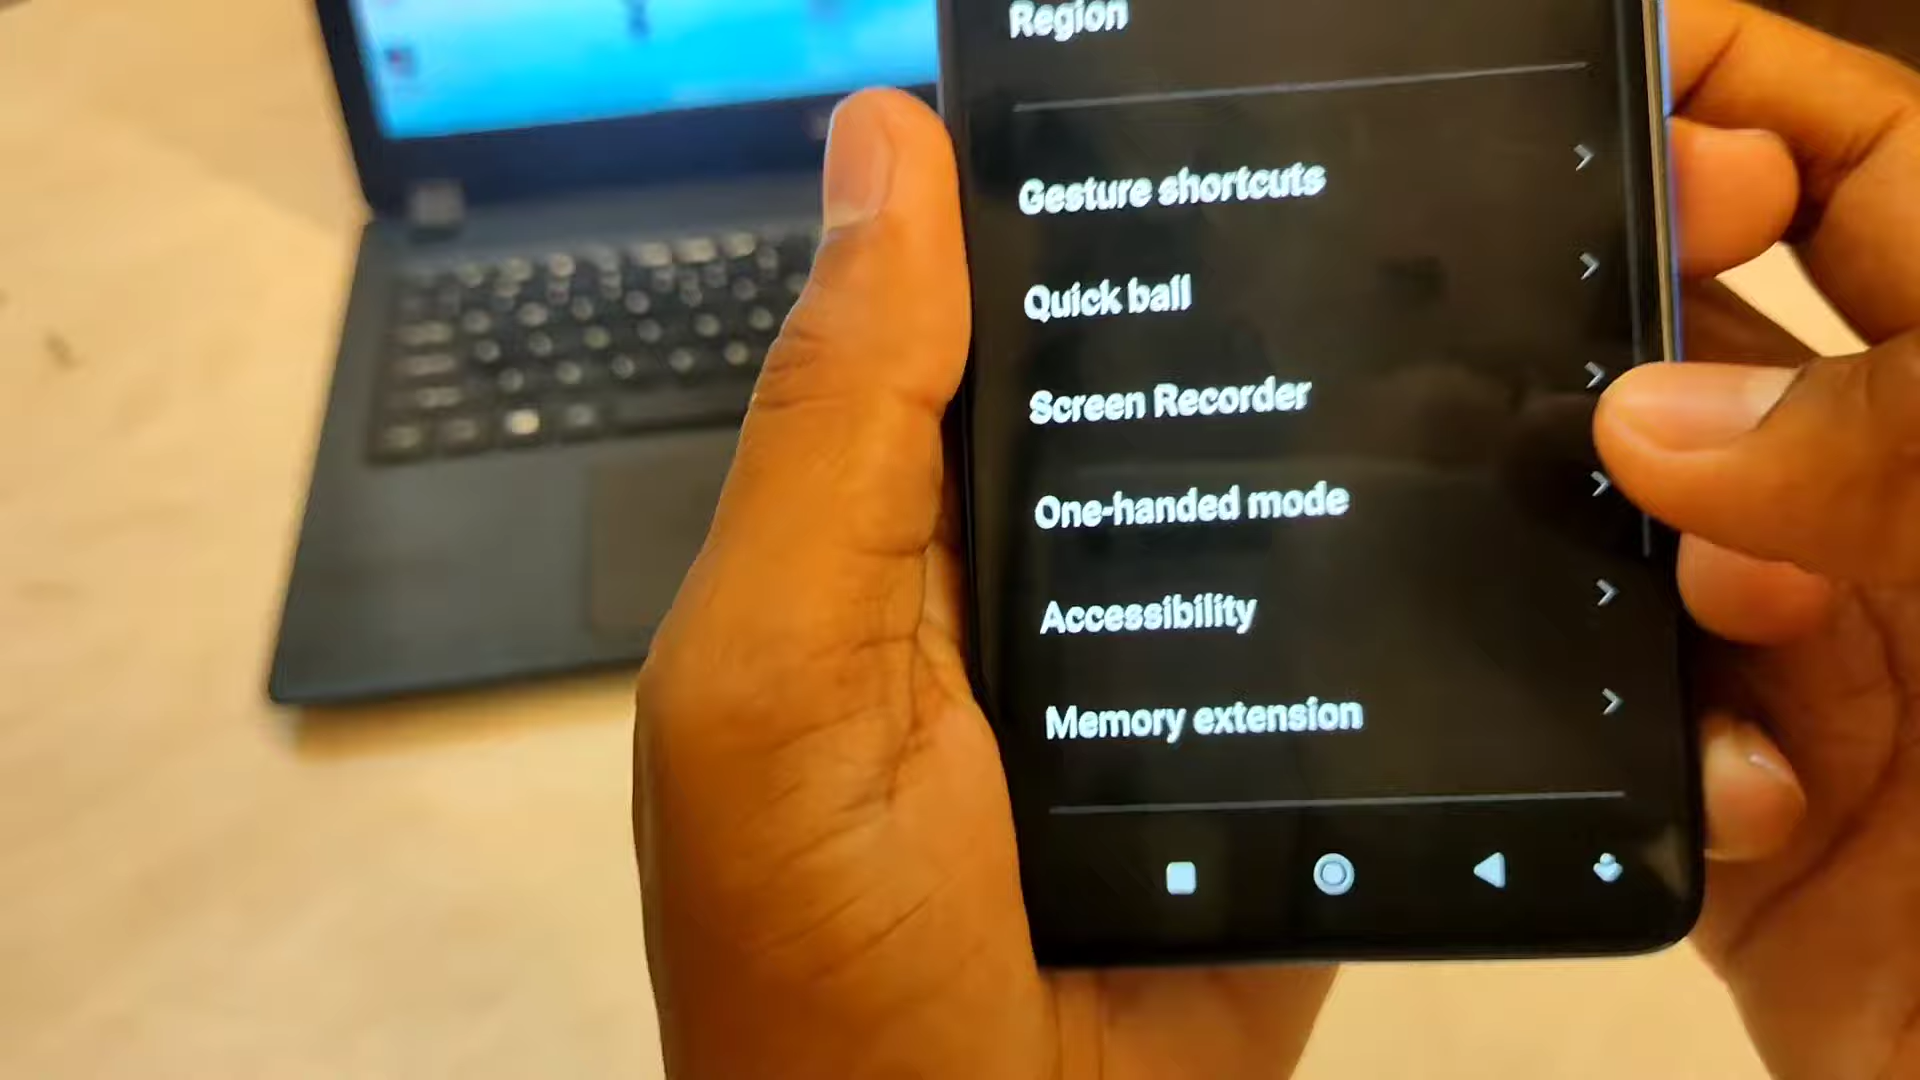 Region
Gesture shortcuts
Quick ball
Screen Recorder
One-handed mode
Accessibility
Memory extension